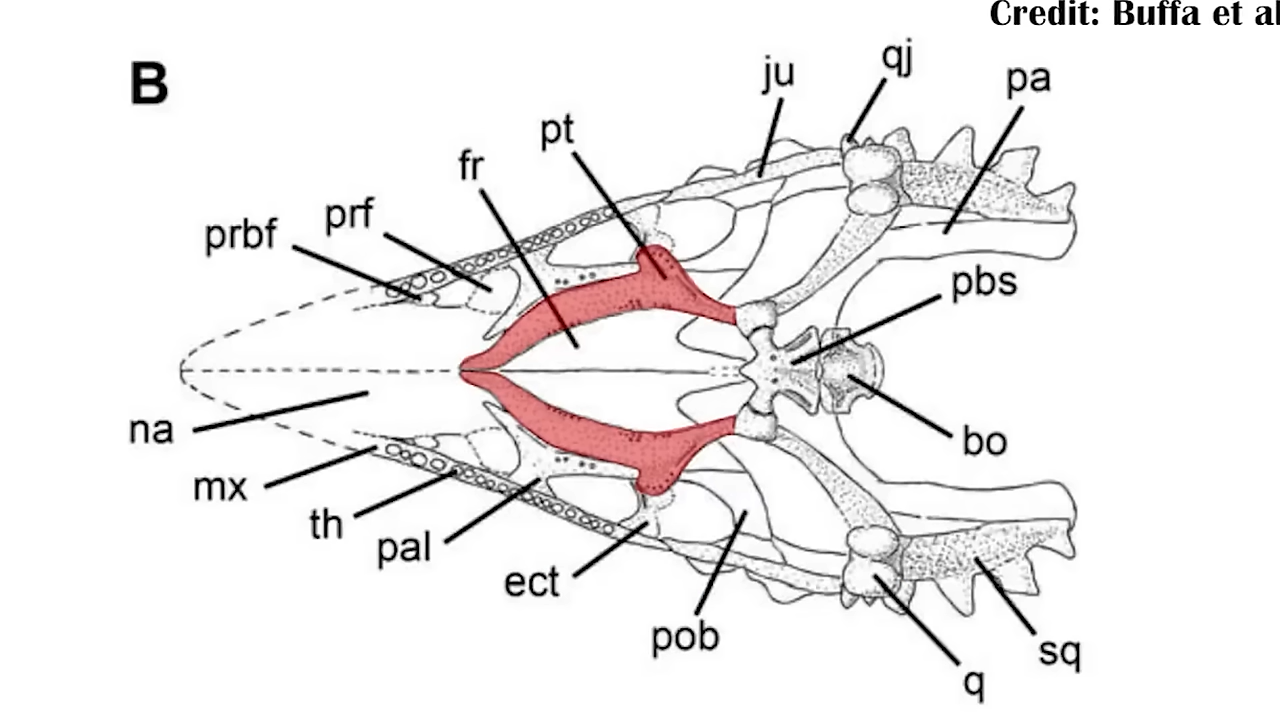 Credit: Buffa et al
B
ju
qj
pa
pt
fr
prf
prbf
pbs
na
bo
mx
th
pal
ect
pob
sq
q